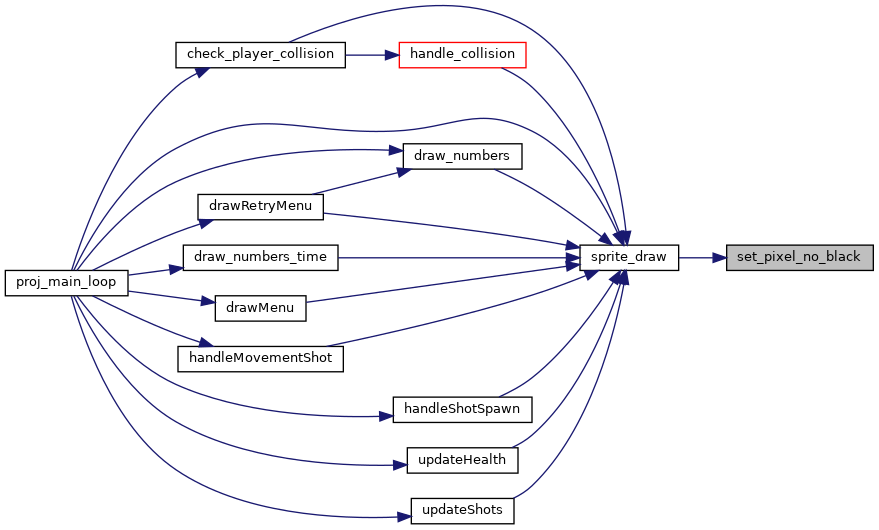 check_player_collision
handle_collision
draw_numbers
drawRetryMenu
draw_numbers_time
sprite_draw
set_pixel_no_black
proj_main_loop
drawMenu
handleMovementShot
handleShotSpawn
updateHealth
updateShots